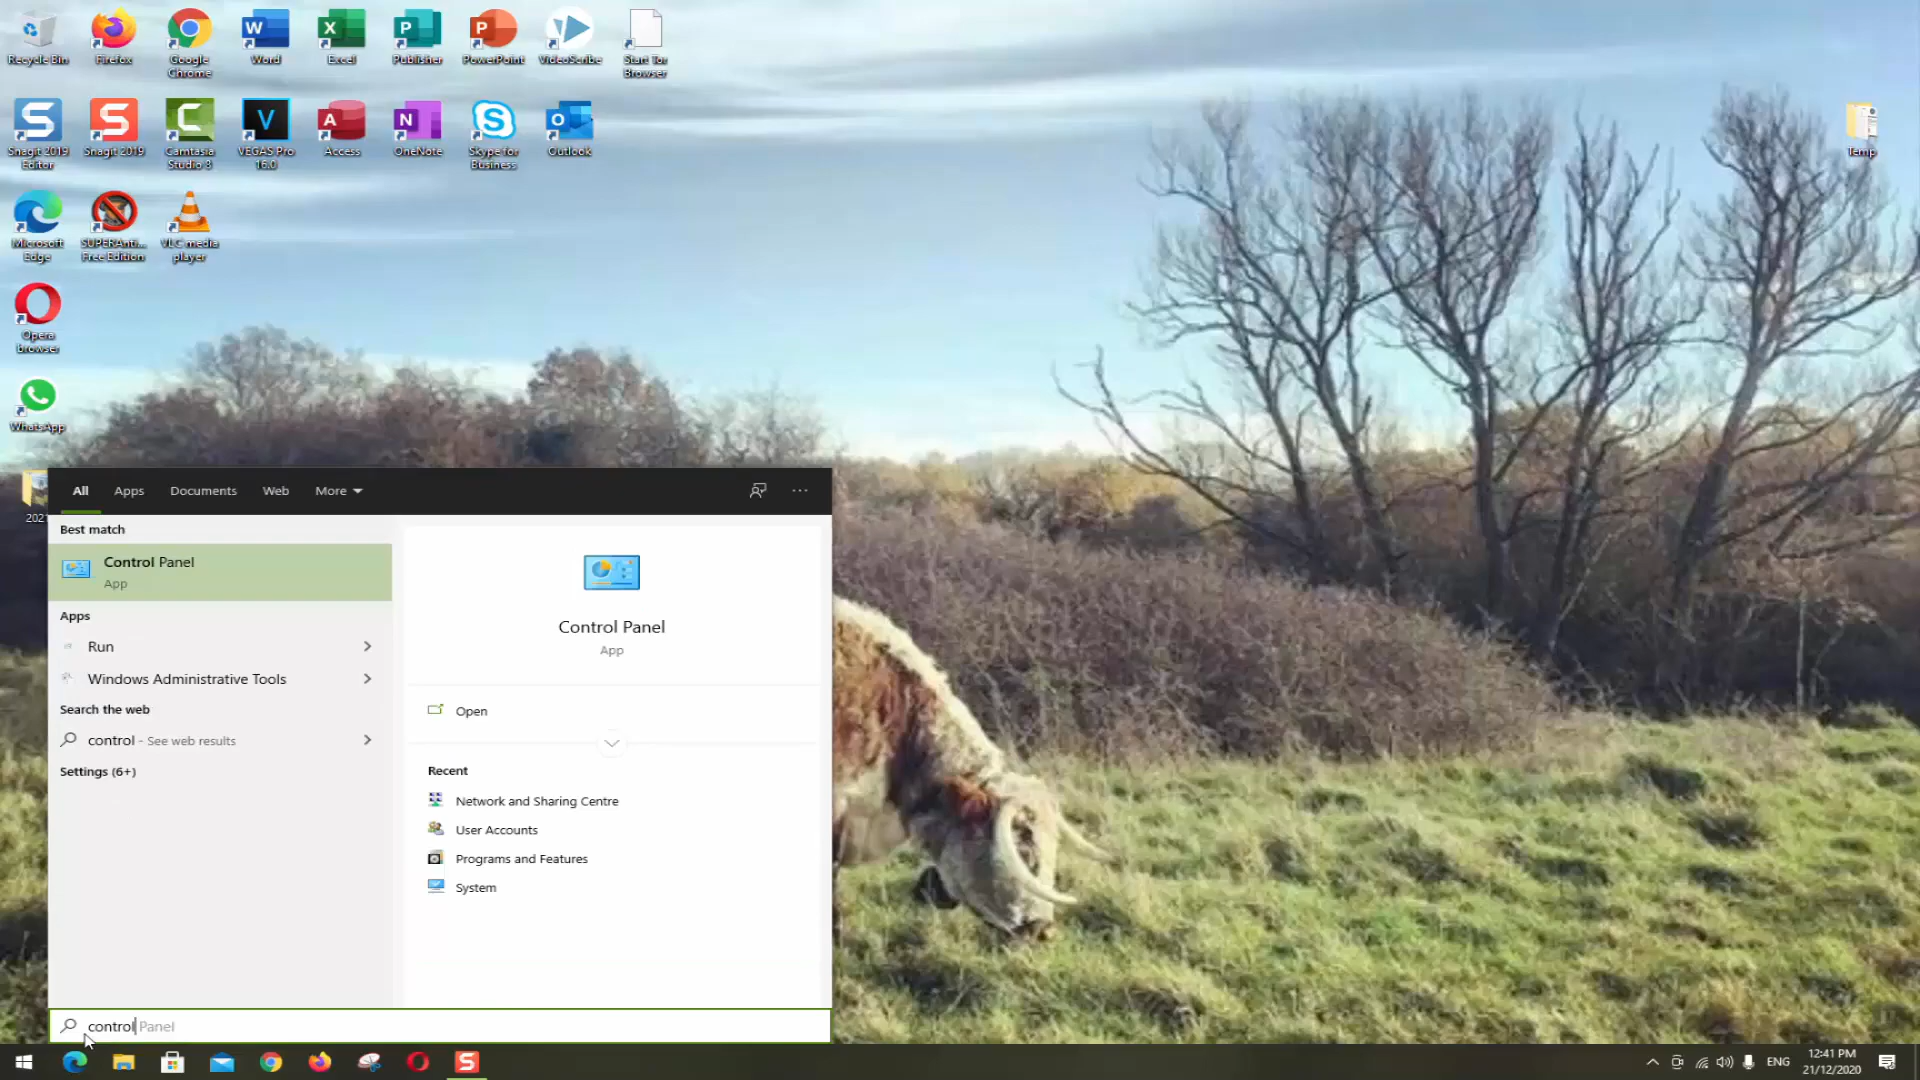 Recycle Bin
Firefox
Google Chrome
Word
Excel
Publisher
PowerPoint
VideoScribe
Start Tor Browser
Snagit 2019 Editor
Snagit 2019
Camtasia Studio 8
VEGAS Pro 16.0
Access
OneNote
Skype for Business
Outlook
Temp
Microsoft Edge
SUPERAnti... Free Edition
VLC media player
Opera browser
WhatsApp
2021
All Apps Documents Web More
Best match
Control Panel
App
Apps
Run
Windows Administrative Tools
Search the web
control - See web results
Settings (6+)
Control Panel
App
Open
Recent
Network and Sharing Centre
User Accounts
Programs and Features
System
control Panel
ENG
12:41 PM
21/12/2020